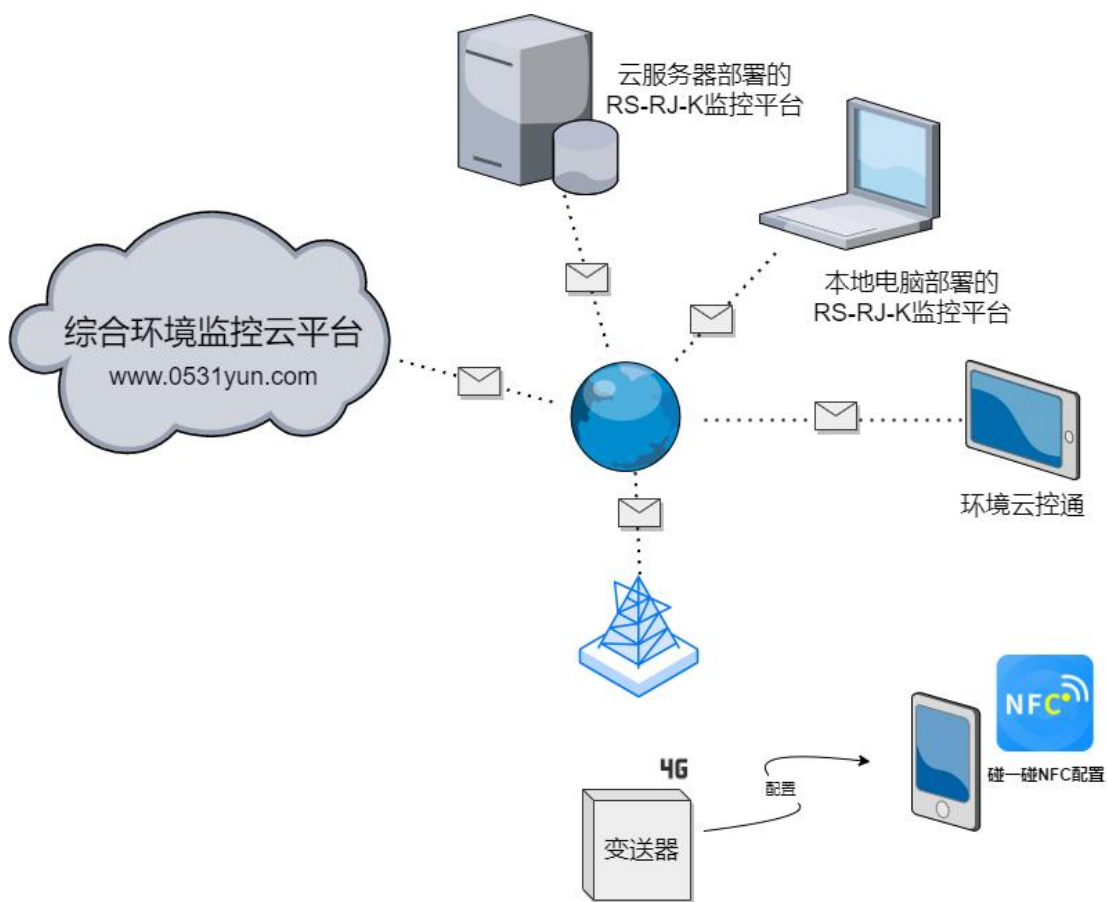 云服务器部署的
RS-RJ-K监控平台
本地电脑部署的
RS-RJ-K监控平台
综合环境监控云平台
www.0531yun.com
环境云控通
NFC
碰一碰NFC配置
4G
配置
变送器